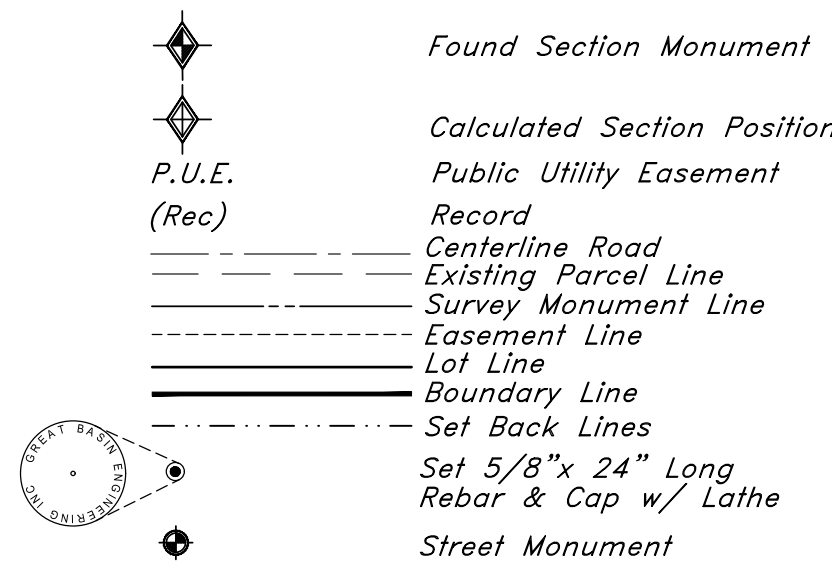 Found Section Monument
Calculated Section Position
P.U.E. Public Utility Easement
(Rec) Record
Centerline Road
Existing Parcel Line
Survey Monument Line
Easement Line
Lot Line
Boundary Line
Set Back Lines
GREAT BASIN ENGINEERING INC
Set 5/8"x 24" Long
Rebar & Cap w/ Lathe
Street Monument